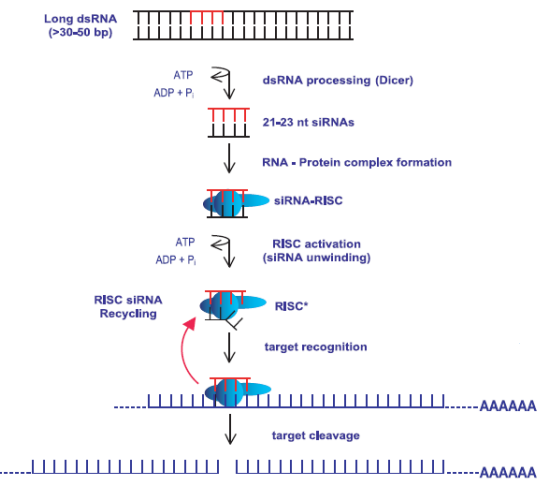 Long dsRNA
(>30-50 bp)
ATP
ADP + Pi
dsRNA processing (Dicer)
21-23 nt siRNAs
RNA - Protein complex formation
siRNA-RISC
ATP
ADP + Pi
RISC activation
(siRNA unwinding)
RISC siRNA
Recycling
RISC*
target recognition
AAAAAA
target cleavage
AAAAAA